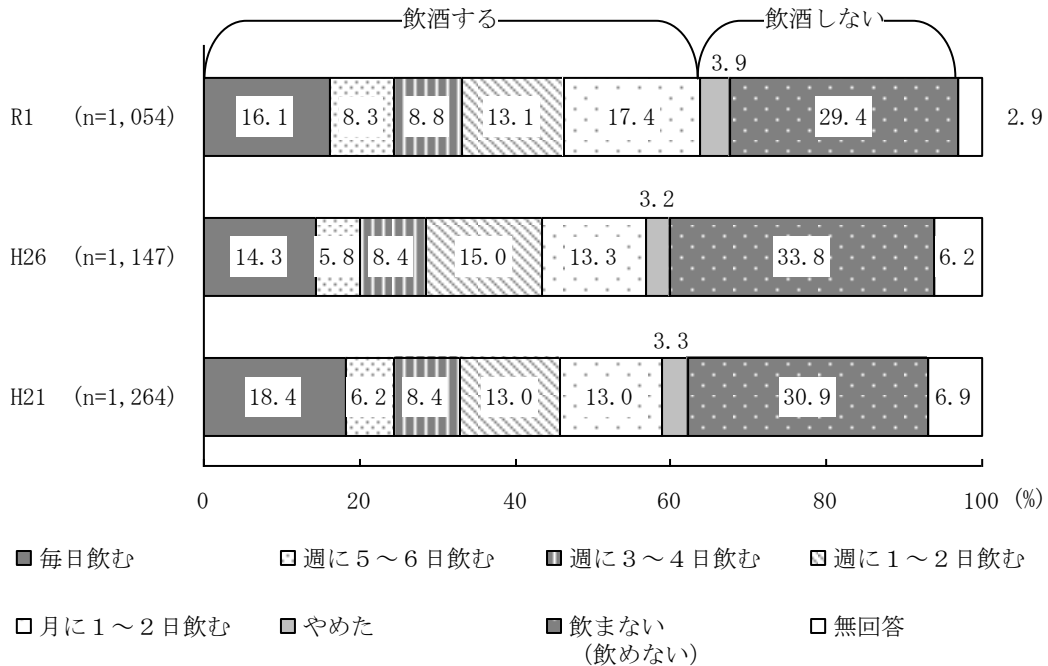 飲酒する 飲酒しない
3.9
R1 (n=1,054) 16.1 8.3 8.8 13.1 17.4 29.4 2.9
3.2
H26 (n=1,147) 14.3 5.8 8.4 15.0 13.3 33.8 6.2
3.3
H21 (n=1,264) 18.4 6.2 8.4 13.0 13.0 30.9 6.9
0 20 40 60 80 100 (%)
毎日飲む 週に5～6日飲む 週に3～4日飲む 週に1～2日飲む
月に1～2日飲む やめた 飲まない 無回答
(飲めない)